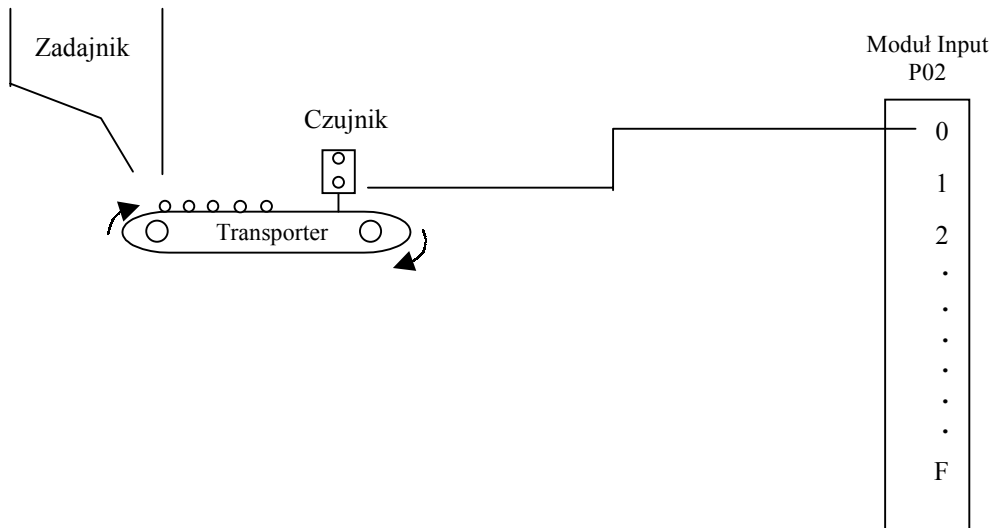 Zadajnik
Moduł Input
P02
Czujnik
0
1
2
.
.
.
.
.
.
F
Transporter